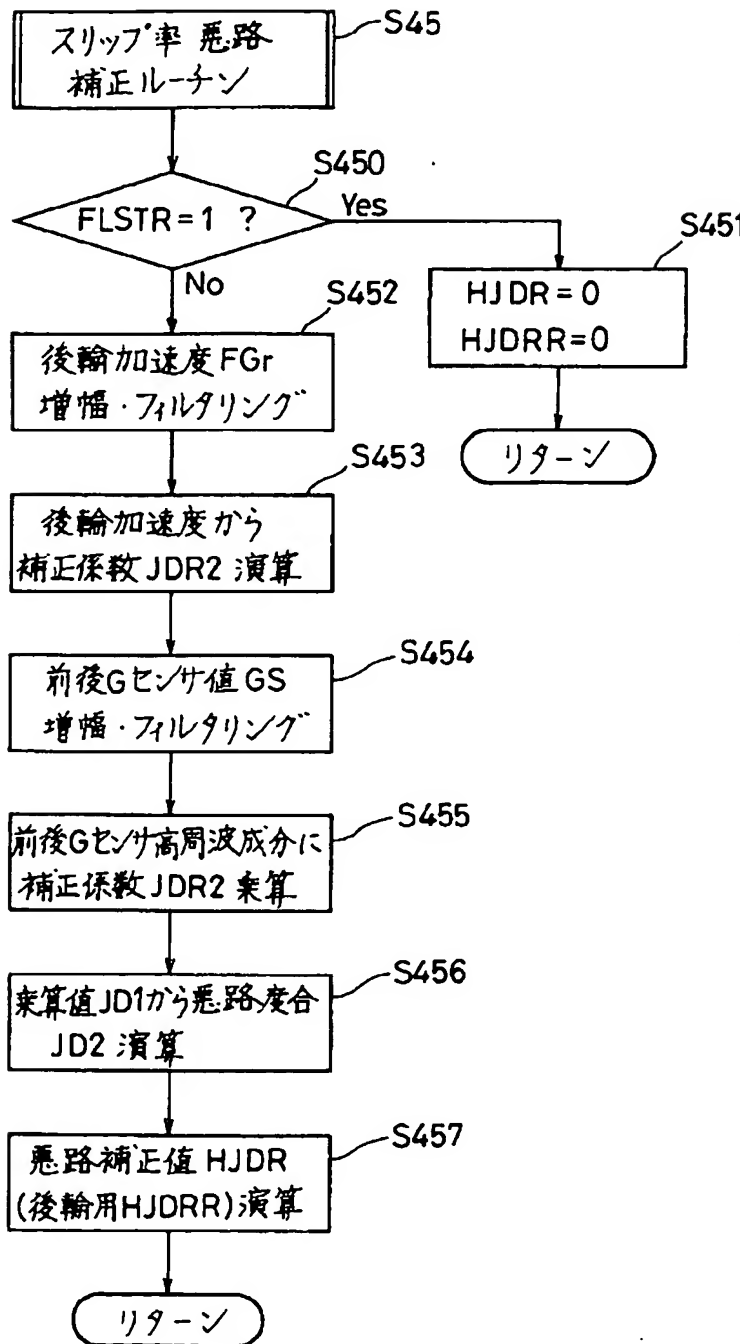 スリップ率 悪路
補正ルーチン
S45
S450
FLSTR=1 ?
Yes
No
S451
HJDR=0
HJDRR=0
リターン
S452
後輪加速度FGr
増幅・フィルタリング
S453
後輪加速度から
補正係数JDR2 演算
S454
前後Gセンサ値GS
増幅・フィルタリング
S455
前後Gセンサ高周波成分に
補正係数JDR2 乗算
S456
乗算値JD1から悪路度合
JD2 演算
S457
悪路補正値 HJDR
(後輪用HJDRR)演算
リターン